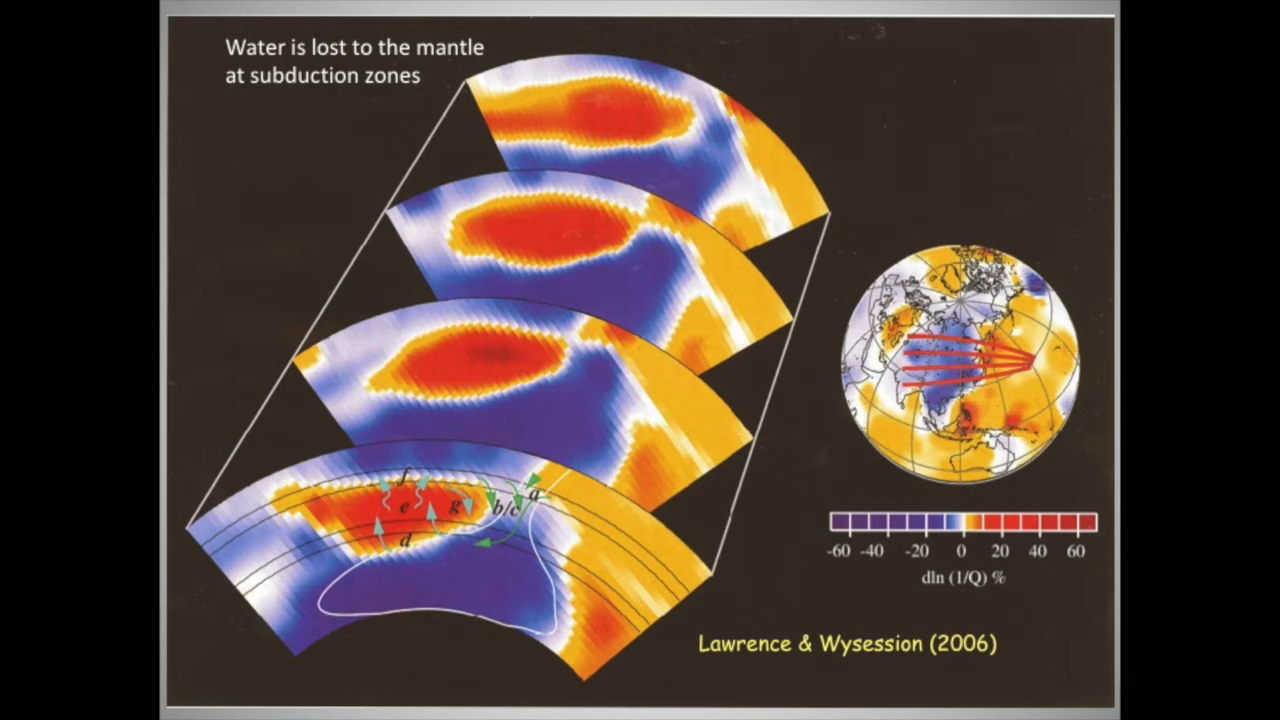 Water is lost to the mantle
at subduction zones
f
a
e
g
b/c
d
-60 -40 -20 0 20 40 60
dln (1/Q) %
Lawrence & Wysession (2006)